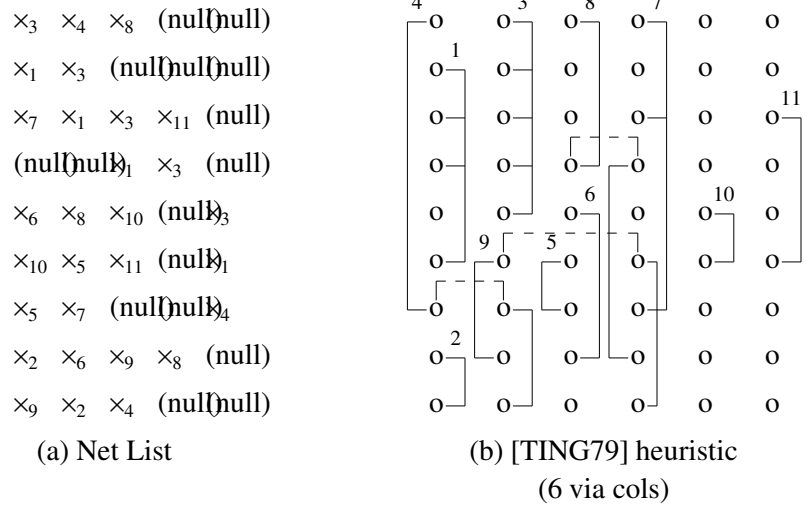 ×₃ ×₄ ×₈ (null)(null)
×₁ ×₃ (null)(null)(null)
×₇ ×₁ ×₃ ×₁₁ (null)
(null)(null)×₁ ×₃ (null)
×₆ ×₈ ×₁₀ (null)×₃
×₁₀ ×₅ ×₁₁ (null)×₁
×₅ ×₇ (null)(null)×₄
×₂ ×₆ ×₉ ×₈ (null)
×₉ ×₂ ×₄ (null)(null)
(a) Net List
4 3 8 7
o o o o o o
1
o o o o o o
11
o o o o o o
o o o o o o
6 10
o o o o o o
9 5
o o o o o o
o o o o o o
2
o o o o o o
o o o o o o
(b) [TING79] heuristic
(6 via cols)